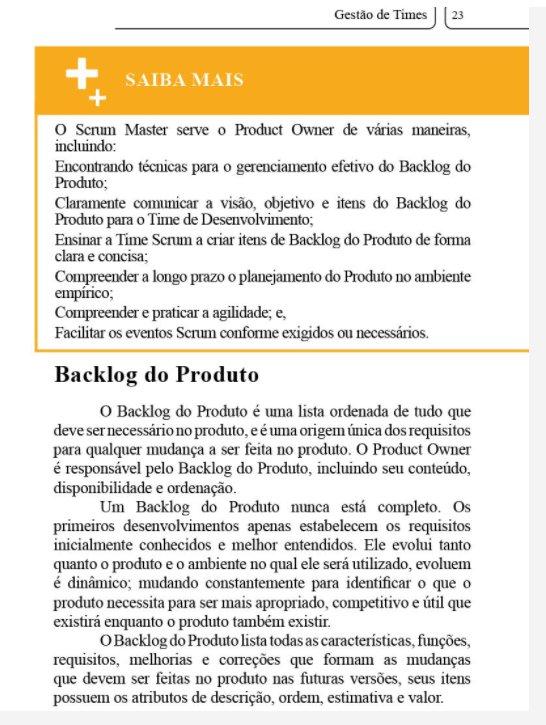 Gestão de Times 23
SAIBA MAIS
O Scrum Master serve o Product Owner de várias maneiras,
incluindo:
Encontrando técnicas para o gerenciamento efetivo do Backlog do
Produto;
Claramente comunicar a visão, objetivo e itens do Backlog do
Produto para o Time de Desenvolvimento;
Ensinar a Time Scrum a criar itens de Backlog do Produto de forma
clara e concisa;
Compreender a longo prazo o planejamento do Produto no ambiente
empírico;
Compreender e praticar a agilidade; e,
Facilitar os eventos Scrum conforme exigidos ou necessários.
Backlog do Produto
O Backlog do Produto é uma lista ordenada de tudo que
deve ser necessário no produto, e é uma origem única dos requisitos
para qualquer mudança a ser feita no produto. O Product Owner
é responsável pelo Backlog do Produto, incluindo seu conteúdo,
disponibilidade e ordenação.
Um Backlog do Produto nunca está completo. Os
primeiros desenvolvimentos apenas estabelecem os requisitos
inicialmente conhecidos e melhor entendidos. Ele evolui tanto
quanto o produto e o ambiente no qual ele será utilizado, evoluem
é dinâmico; mudando constantemente para identificar o que o
produto necessita para ser mais apropriado, competitivo e útil que
existirá enquanto o produto também existir.
O Backlog do Produto lista todas as características, funções,
requisitos, melhorias e correções que formam as mudanças
que devem ser feitas no produto nas futuras versões, seus itens
possuem os atributos de descrição, ordem, estimativa e valor.